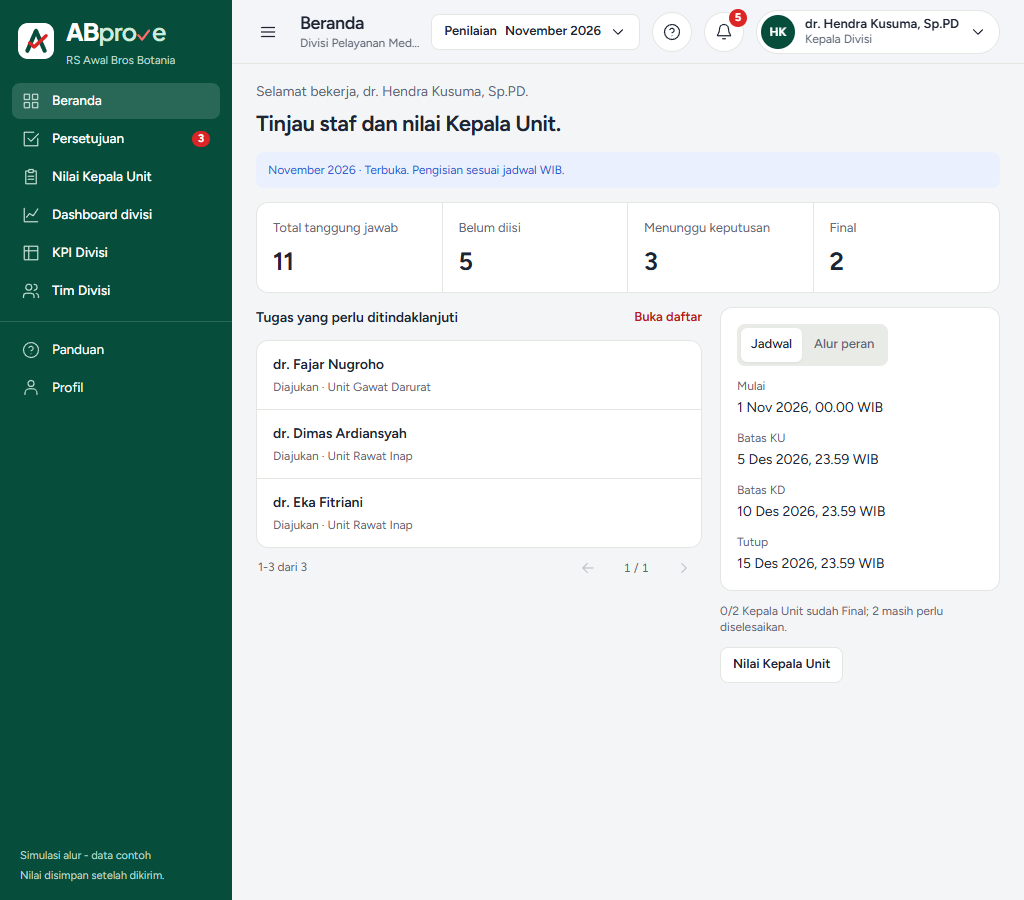 ABprove
RS Awal Bros Botania
Beranda
Persetujuan 3
Nilai Kepala Unit
Dashboard divisi
KPI Divisi
Tim Divisi
Panduan
Profil
Simulasi alur - data contoh
Nilai disimpan setelah dikirim.
Beranda
Divisi Pelayanan Med...
Penilaian November 2026
5
HK
dr. Hendra Kusuma, Sp.PD
Kepala Divisi
Selamat bekerja, dr. Hendra Kusuma, Sp.PD.
Tinjau staf dan nilai Kepala Unit.
November 2026 · Terbuka. Pengisian sesuai jadwal WIB.
Total tanggung jawab
11
Belum diisi
5
Menunggu keputusan
3
Final
2
Tugas yang perlu ditindaklanjuti
Buka daftar
dr. Fajar Nugroho
Diajukan · Unit Gawat Darurat
dr. Dimas Ardiansyah
Diajukan · Unit Rawat Inap
dr. Eka Fitriani
Diajukan · Unit Rawat Inap
1-3 dari 3
1 / 1
Jadwal
Alur peran
Mulai
1 Nov 2026, 00.00 WIB
Batas KU
5 Des 2026, 23.59 WIB
Batas KD
10 Des 2026, 23.59 WIB
Tutup
15 Des 2026, 23.59 WIB
0/2 Kepala Unit sudah Final; 2 masih perlu
diselesaikan.
Nilai Kepala Unit